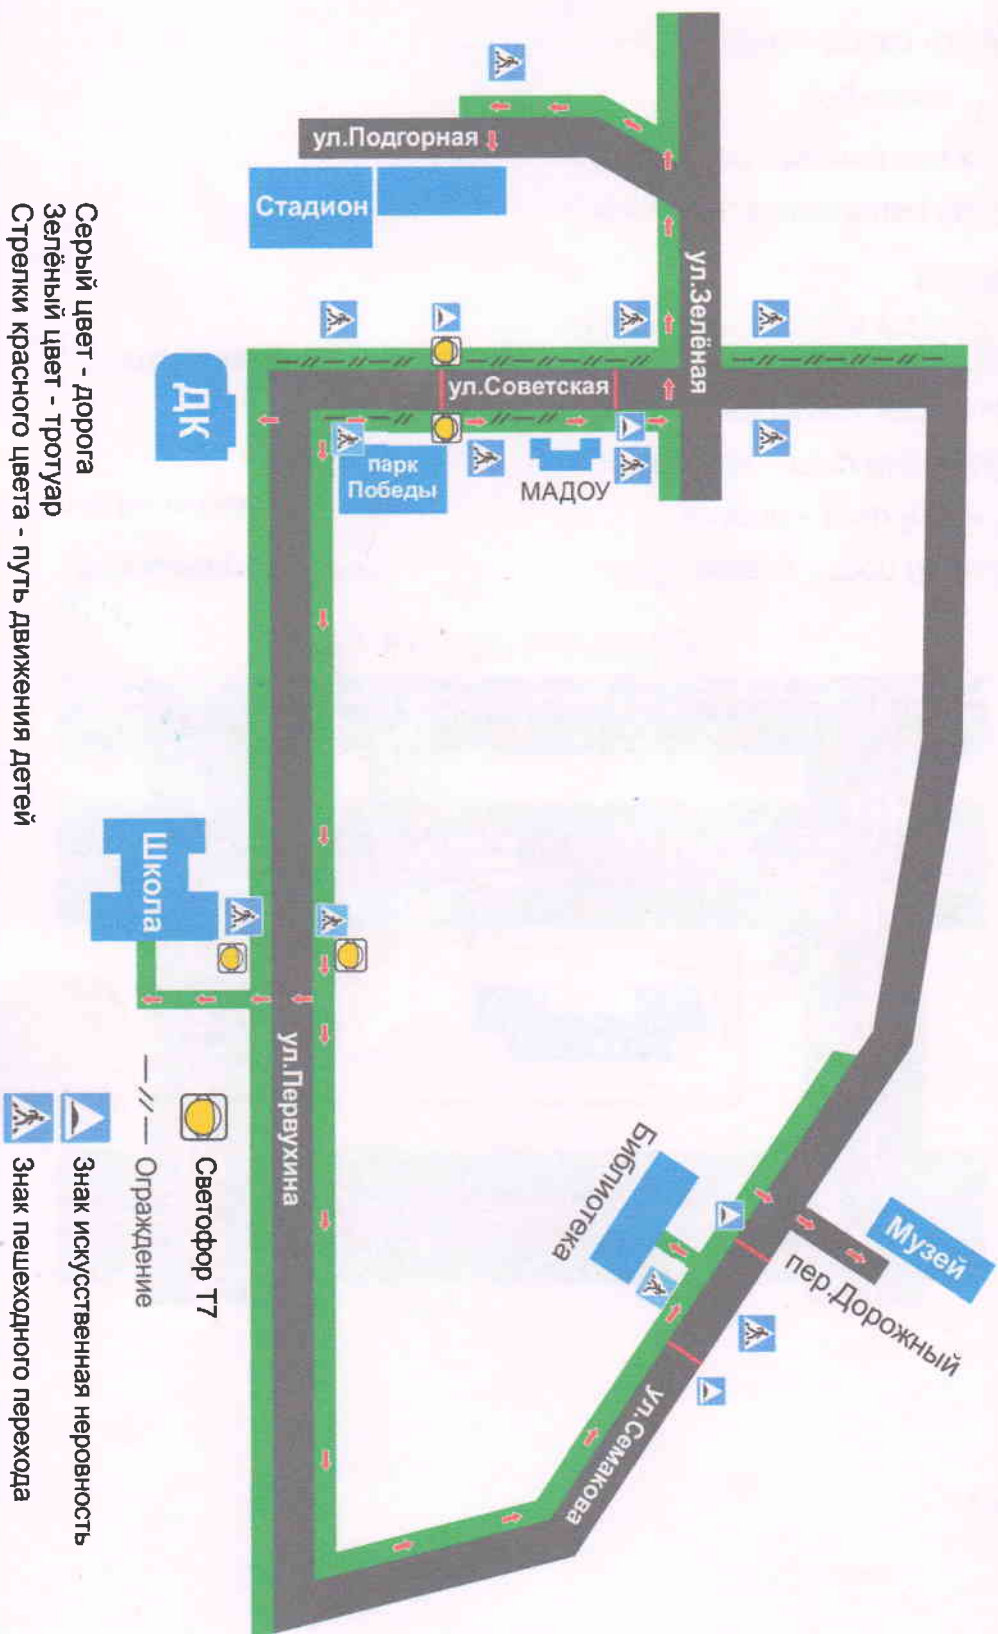 ул.Подгорная
Стадион
ул.Зелёная
ул.Советская
ДК
парк
Победы
МАДОУ
Школа
ул.Первухина
Библиотека
Музей
пер.Дорожный
ул.Семакова
Серый цвет - дорога
Зелёный цвет - тротуар
Стрелки красного цвета - путь движения детей
Светофор Т7
Ограждение
Знак искусственная неровность
Знак пешеходного перехода